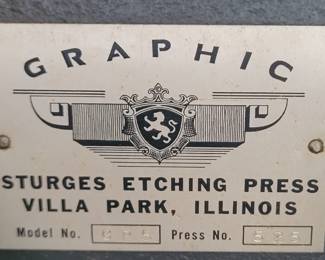 GRAPHIC
STURGES ETCHING PRESS
VILLA PARK, ILLINOIS
Model No. Press No.